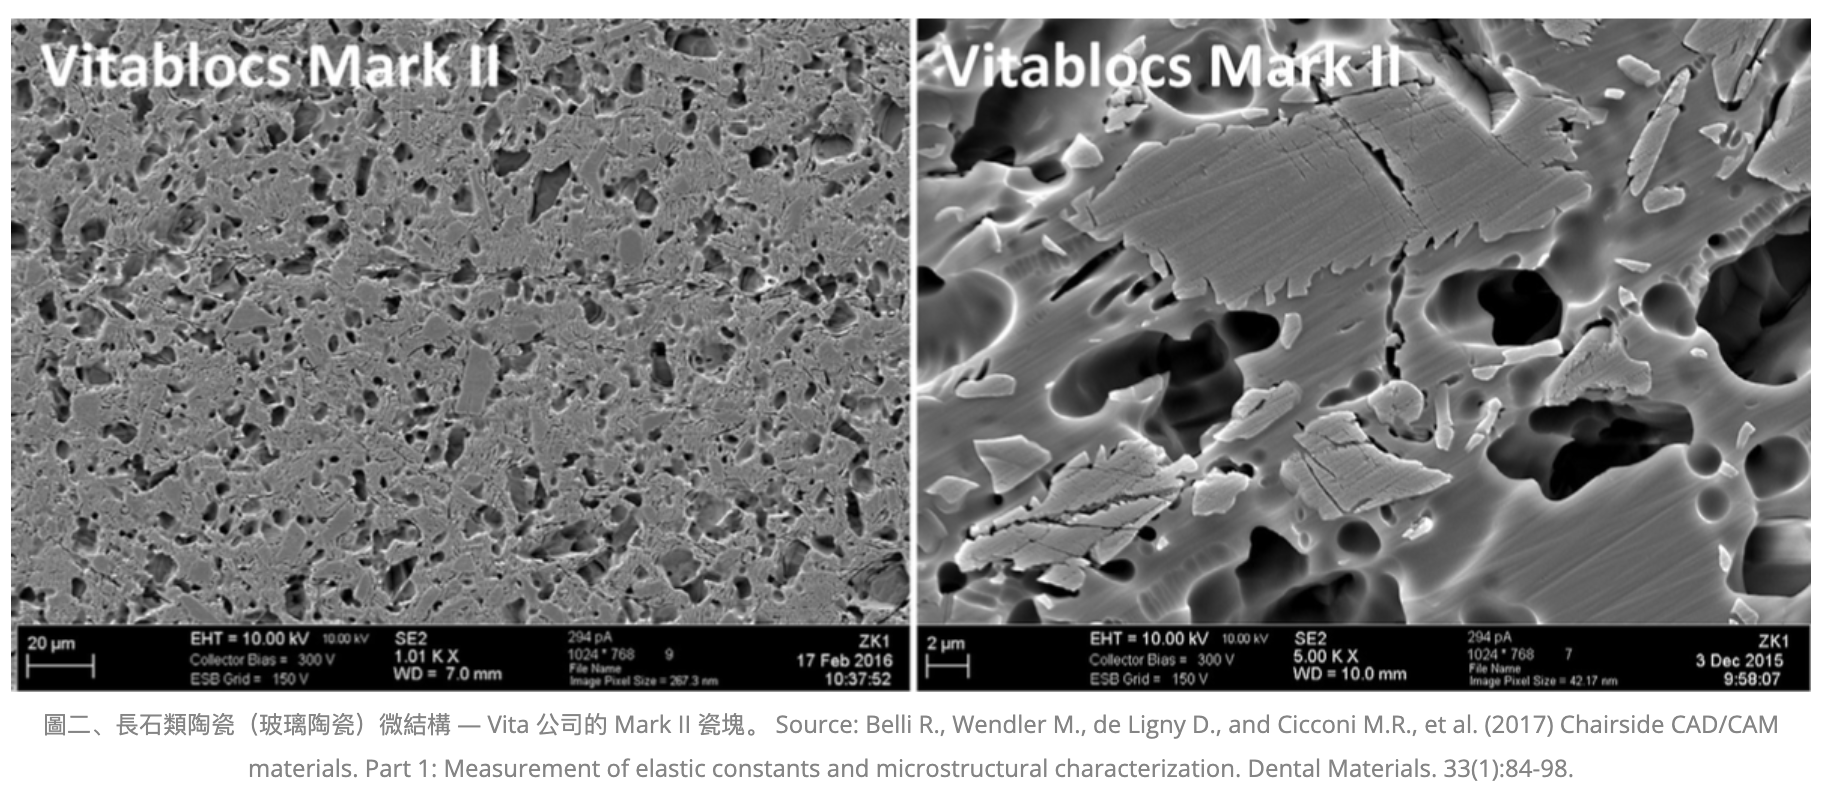 Vitablocs Mark II
20 µm
EHT = 10.00 kV 10.00 kV
Collector Bias = 300 V
ESB Grid = 150 V
SE2
1.01 K X
WD = 7.0 mm
294 pA
1024 * 768 9
File Name
Image Pixel Size = 267.3 nm
ZK1
17 Feb 2016
10:37:52
Vitablocs Mark II
2 µm
EHT = 10.00 kV 10.00 kV
Collector Bias = 300 V
ESB Grid = 150 V
SE2
5.00 K X
WD = 10.0 mm
294 pA
1024 * 768 7
File Name
Image Pixel Size = 42.17 nm
ZK1
3 Dec 2015
9:58:07
圖二、長石類陶瓷（玻璃陶瓷）微結構 — Vita 公司的 Mark II 瓷塊。 Source: Belli R., Wendler M., de Ligny D., and Cicconi M.R., et al. (2017) Chairside CAD/CAM
materials. Part 1: Measurement of elastic constants and microstructural characterization. Dental Materials. 33(1):84-98.